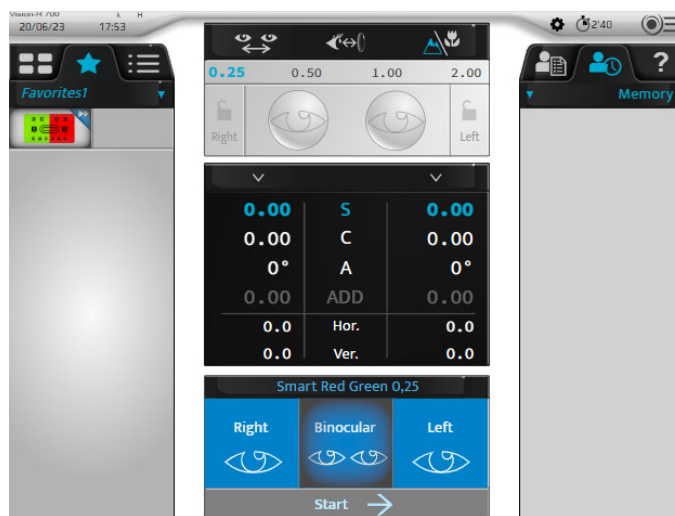 Vision-R 700
20/06/23 17:53
2'40
Favorites1
0.25 0.50 1.00 2.00
Right Left
Memory
?
0.00 S 0.00
0.00 C 0.00
0° A 0°
0.00 ADD 0.00
0.0 Hor. 0.0
0.0 Ver. 0.0
Smart Red Green 0,25
Right Binocular Left
Start